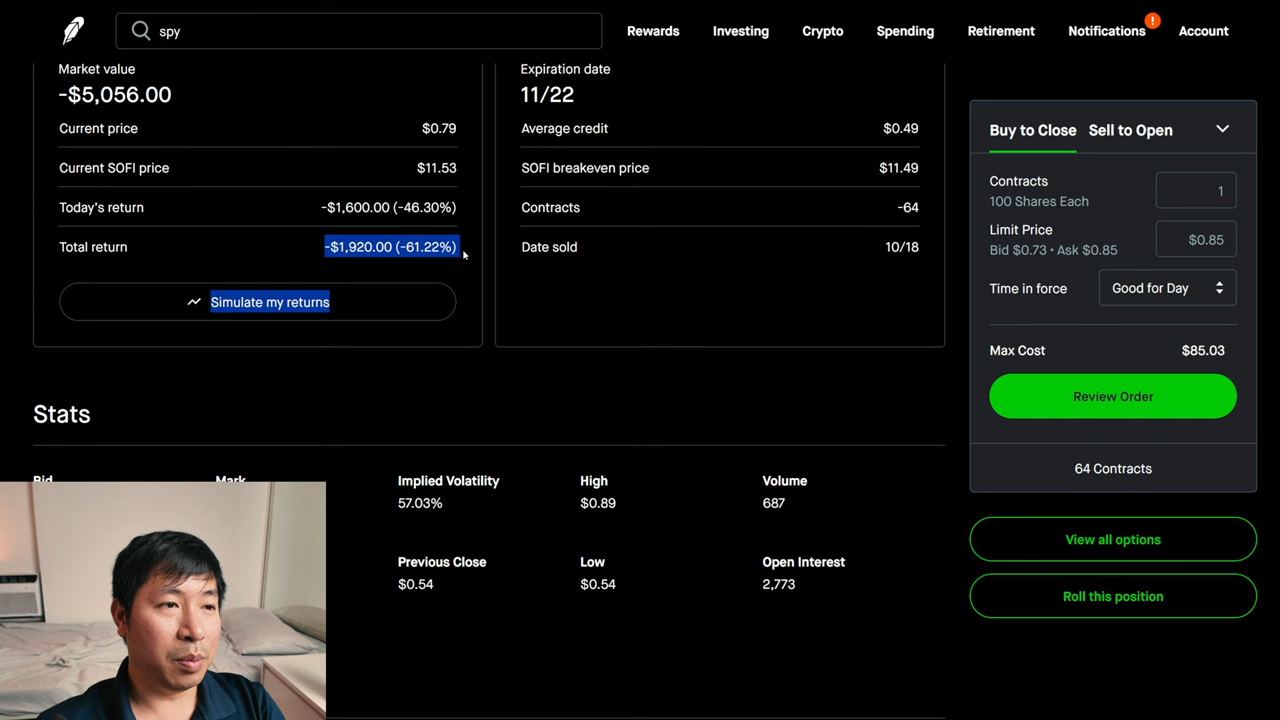 spy
Rewards
Investing
Crypto
Spending
Retirement
Notifications
!
Account
Market value
-$5,056.00
Current price $0.79
Current SOFI price $11.53
Today's return -$1,600.00 (-46.30%)
Total return -$1,920.00 (-61.22%)
Simulate my returns
Expiration date
11/22
Average credit $0.49
SOFI breakeven price $11.49
Contracts -64
Date sold 10/18
Buy to Close Sell to Open
Contracts
100 Shares Each
1
Limit Price
Bid $0.73 • Ask $0.85
$0.85
Time in force Good for Day
Max Cost $85.03
Review Order
64 Contracts
View all options
Roll this position
Stats
Bid
Mark
Implied Volatility
57.03%
High
$0.89
Volume
687
Previous Close
$0.54
Low
$0.54
Open Interest
2,773